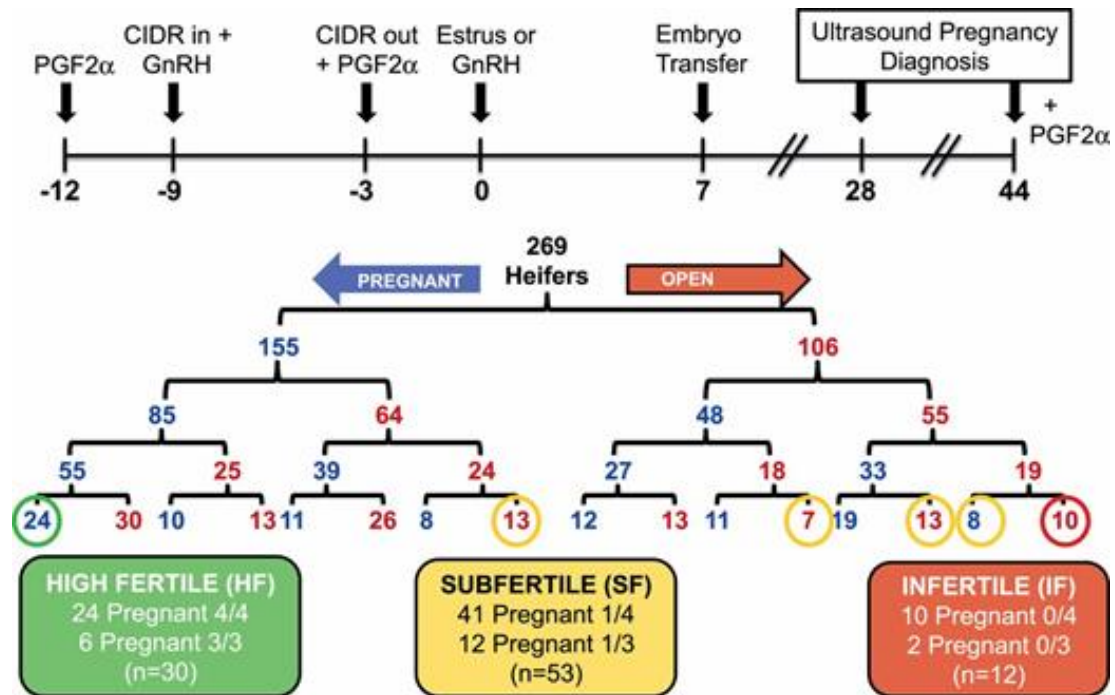 PGF2α
CIDR in +
GnRH
CIDR out
+ PGF2α
Estrus or
GnRH
Embryo
Transfer
Ultrasound Pregnancy
Diagnosis
+
PGF2α
-12 -9 -3 0 7 28 44
269
Heifers
PREGNANT
OPEN
155 106
85 64 48 55
55 25 39 24 27 18 33 19
24 30 10 13 11 26 8 13 12 13 11 7 19 13 8 10
HIGH FERTILE (HF)
24 Pregnant 4/4
6 Pregnant 3/3
(n=30)
SUBFERTILE (SF)
41 Pregnant 1/4
12 Pregnant 1/3
(n=53)
INFERTILE (IF)
10 Pregnant 0/4
2 Pregnant 0/3
(n=12)